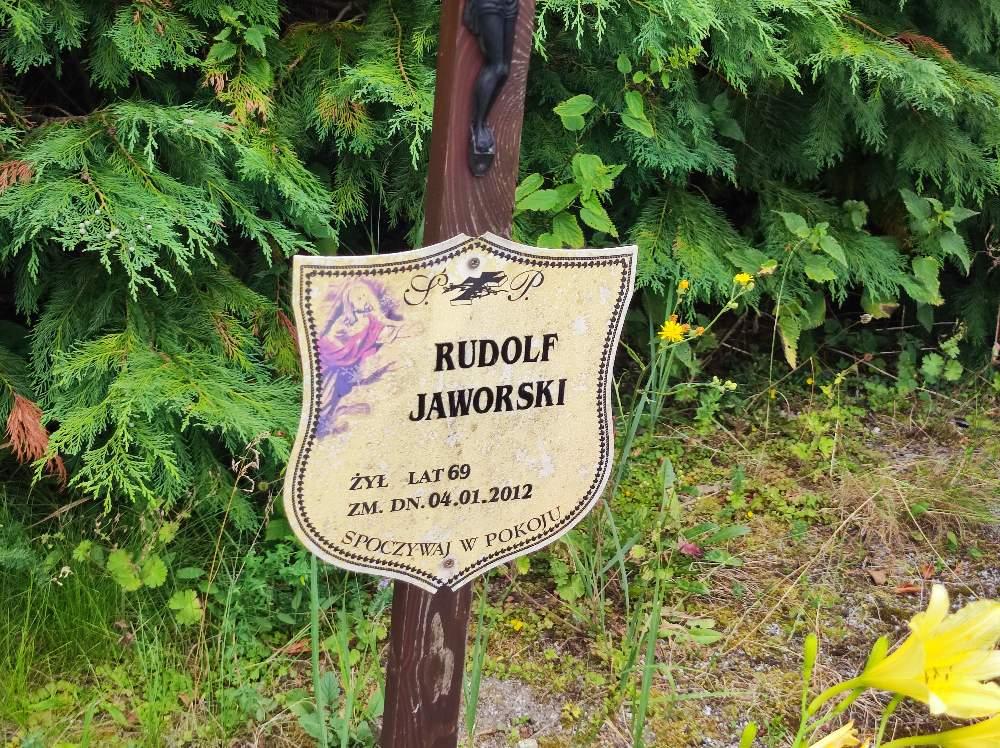 Ś. P.
RUDOLF
JAWORSKI
ŻYŁ LAT 69
ZM. DN. 04.01.2012
SPOCZYWAJ W POKOJU